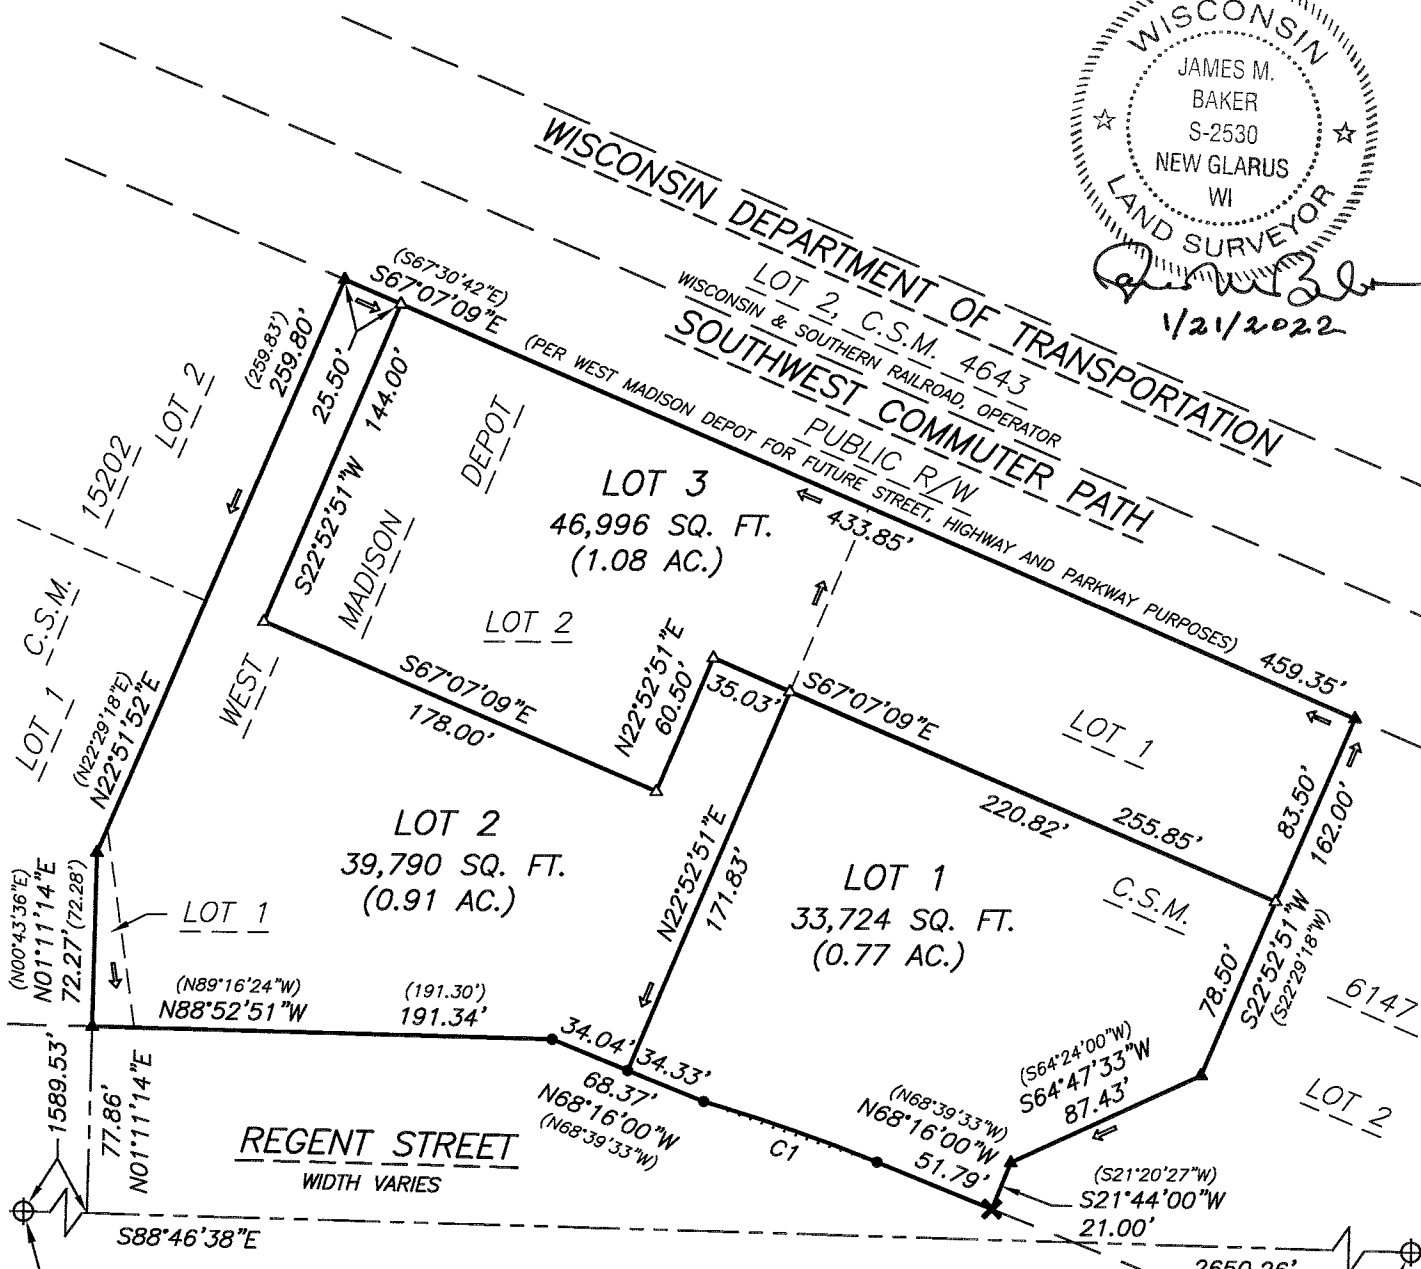 WISCONSIN
JAMES M.
BAKER
S-2530
NEW GLARUS
WI
LAND SURVEYOR
1/21/2022
WISCONSIN DEPARTMENT OF TRANSPORTATION
LOT 2, C.S.M. 4643
WISCONSIN & SOUTHERN RAILROAD, OPERATOR
SOUTHWEST COMMUTER PATH
PUBLIC R/W
(PER WEST MADISON DEPOT FOR FUTURE STREET, HIGHWAY AND PARKWAY PURPOSES)
(S67°30'42"E)
S67°07'09"E
433.85'
459.35'
(259.83')
259.80'
25.50'
144.00'
S22°52'51"W
LOT 2
15202
C.S.M.
LOT 1
WEST MADISON DEPOT
LOT 3
46,996 SQ. FT.
(1.08 AC.)
LOT 2
S67°07'09"E
178.00'
N22°52'51"E
60.50'
35.03'
S67°07'09"E
220.82'
255.85'
LOT 1
83.50'
162.00'
(N22°29'18"E)
N22°51'52"E
LOT 2
39,790 SQ. FT.
(0.91 AC.)
N22°52'51"E
171.83'
LOT 1
33,724 SQ. FT.
(0.77 AC.)
C.S.M.
6147
LOT 2
78.50'
S22°52'51"W
(S22°29'18"W)
(N00°43'36"E)
N01°11'14"E
72.27'(72.28')
LOT 1
(N89°16'24"W)
N88°52'51"W
(191.30')
191.34'
34.04'
34.33'
68.37'
N68°16'00"W
(N68°39'33"W)
C1
(N68°39'33"W)
N68°16'00"W
51.79'
(S64°24'00"W)
S64°47'33"W
87.43'
(S21°20'27"W)
S21°44'00"W
21.00'
1589.53'
77.86'
N01°11'14"E
REGENT STREET
WIDTH VARIES
S88°46'38"E
2650.26'